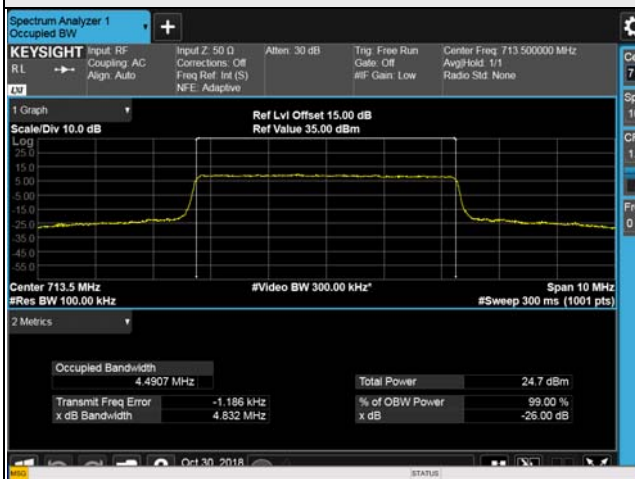 Spectrum Analyzer 1
Occupied BW
+
KEYSIGHT
RL
LXI
Input: RF
Coupling: AC
Align: Auto
Input Z: 50 Ω
Corrections: Off
Freq Ref: Int (S)
NFE: Adaptive
Atten: 30 dB
Trig: Free Run
Gate: Off
#IF Gain: Low
Center Freq: 713.500000 MHz
Avg|Hold: 1/1
Radio Std: None
1 Graph
Scale/Div 10.0 dB
Ref Lvl Offset 15.00 dB
Ref Value 35.00 dBm
Log
25.0
15.0
5.00
-5.00
-15.0
-25.0
-35.0
-45.0
-55.0
Center 713.5 MHz
#Res BW 100.00 kHz
#Video BW 300.00 kHz*
Span 10 MHz
#Sweep 300 ms (1001 pts)
2 Metrics
Occupied Bandwidth
4.4907 MHz
Transmit Freq Error -1.186 kHz
x dB Bandwidth 4.832 MHz
Total Power 24.7 dBm
% of OBW Power 99.00 %
x dB -26.00 dB
Oct 30, 2018
MSG
STATUS